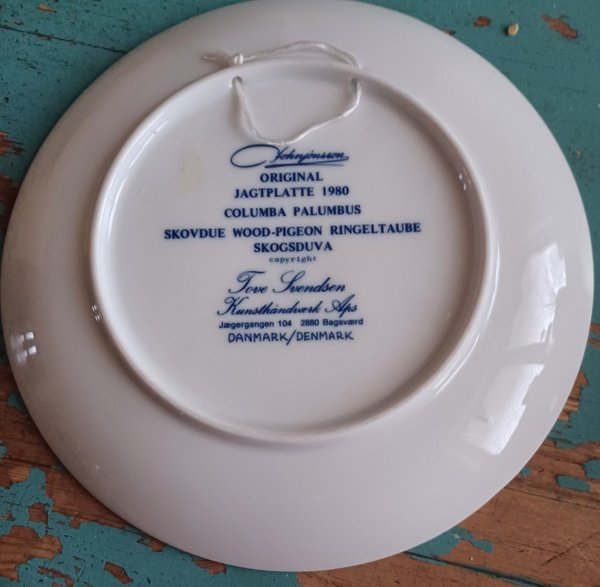 Johnjönsson
ORIGINAL
JAGTPLATTE 1980
COLUMBA PALUMBUS
SKOVDUE WOOD-PIGEON RINGELTAUBE
SKOGSDUVA
copyright
Tove Svendsen
Kunsthåndværk Aps
Jægergangen 104 2880 Bagsværd
DANMARK/DENMARK